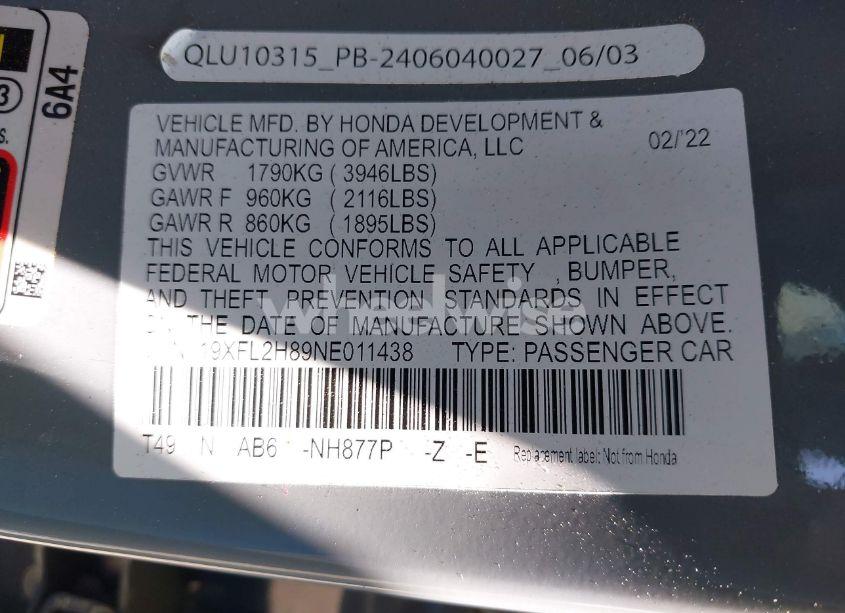 QLU10315_PB-2406040027_06/03
3
S.
6A4
VEHICLE MFD. BY HONDA DEVELOPMENT &
MANUFACTURING OF AMERICA, LLC 02/'22
GVWR 1790KG ( 3946LBS)
GAWR F 960KG ( 2116LBS)
GAWR R 860KG ( 1895LBS)
THIS VEHICLE CONFORMS TO ALL APPLICABLE
FEDERAL MOTOR VEHICLE SAFETY , BUMPER,
AND THEFT PREVENTION STANDARDS IN EFFECT
THE DATE OF MANUFACTURE SHOWN ABOVE.
19XFL2H89NE011438 TYPE: PASSENGER CAR
T49 N AB6 -NH877P -Z -E Replacement label: Not from Honda
wheelwise